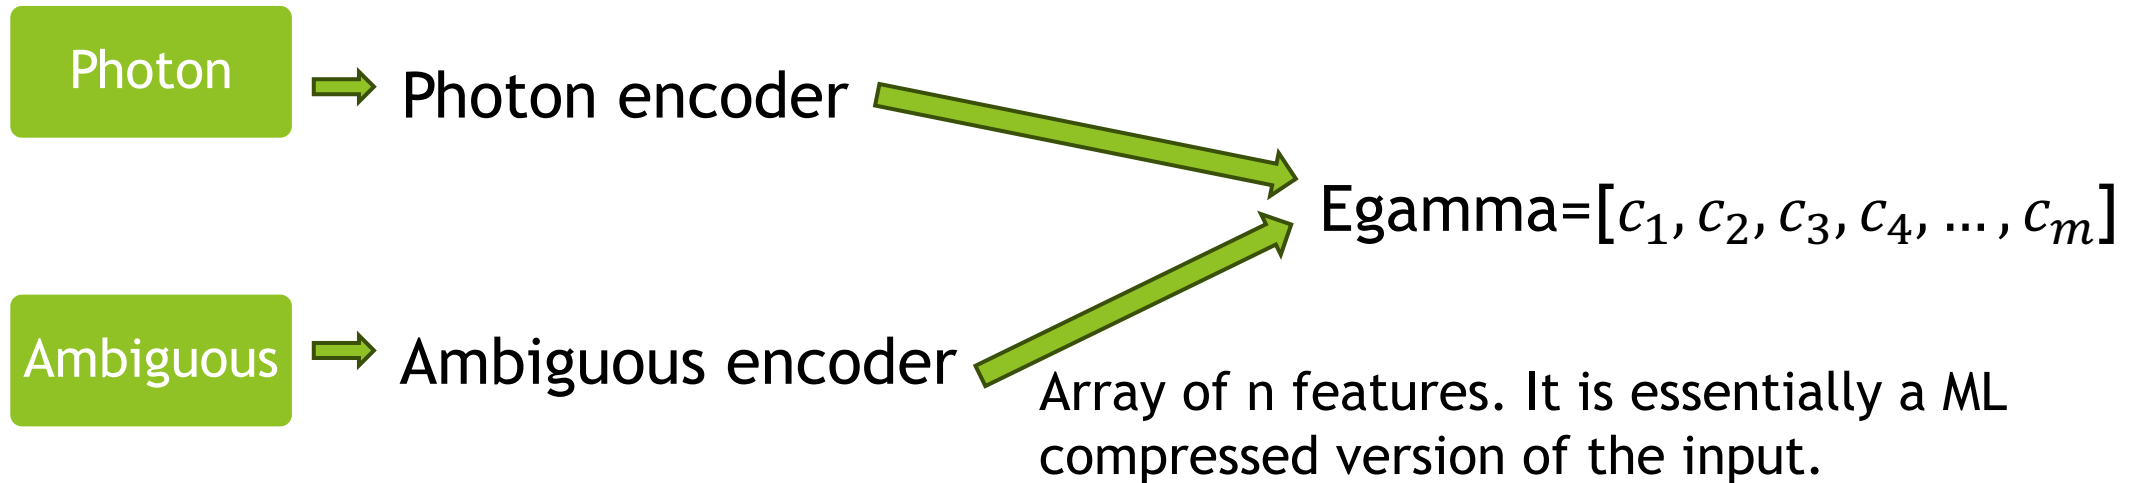 Photon
Photon encoder
Egamma=[𝑐₁, 𝑐₂, 𝑐₃, 𝑐₄, … , 𝑐ₘ]
Ambiguous
Ambiguous encoder
Array of n features. It is essentially a ML
compressed version of the input.